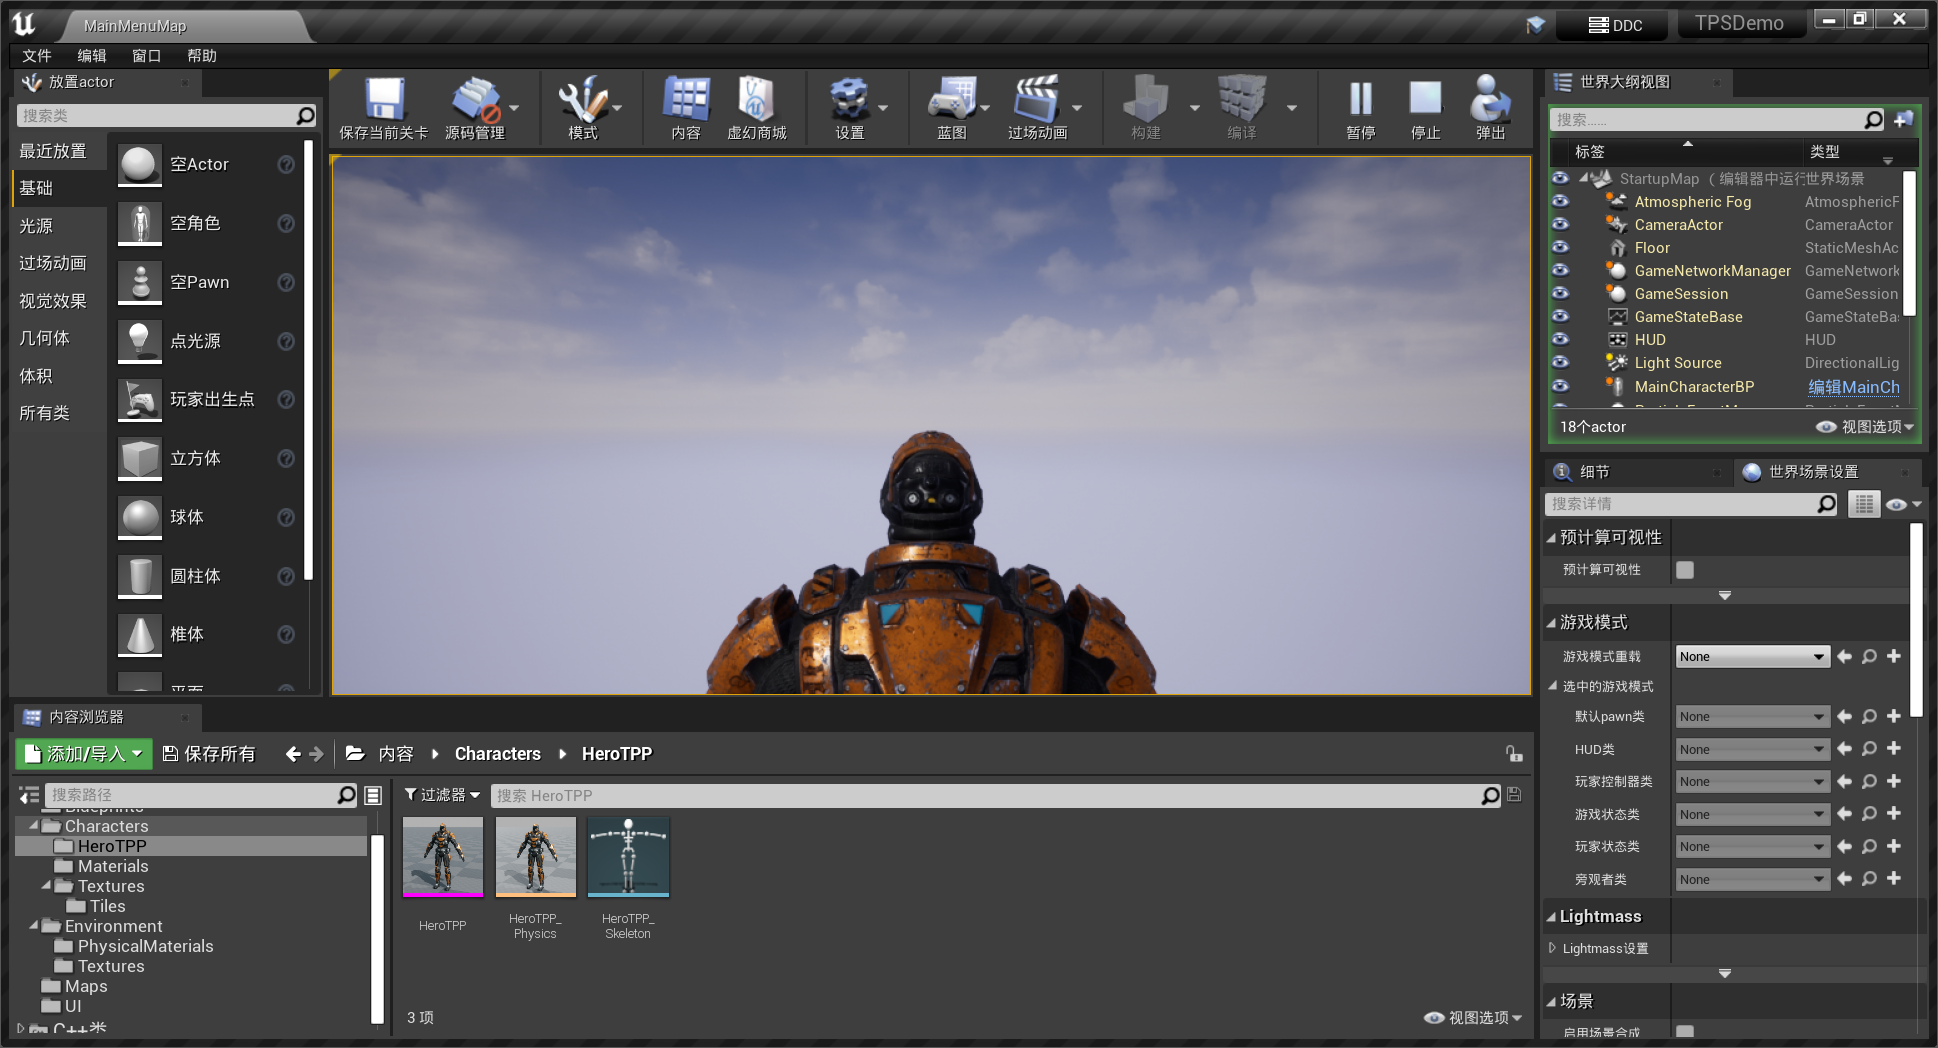 MainMenuMap
DDC
TPSDemo
文件 编辑 窗口 帮助
放置actor
搜索类
最近放置
基础
光源
过场动画
视觉效果
几何体
体积
所有类
空Actor
空角色
空Pawn
点光源
玩家出生点
立方体
球体
圆柱体
椎体
平面
保存当前关卡 源码管理 模式 内容 虚幻商城 设置 蓝图 过场动画 构建 编译 暂停 停止 弹出
世界大纲视图
搜索......
标签 类型
StartupMap （编辑器中运行 世界场景
Atmospheric Fog AtmosphericF
CameraActor CameraActor
Floor StaticMeshAc
GameNetworkManager GameNetwork
GameSession GameSession
GameStateBase GameStateBa
HUD HUD
Light Source DirectionalLig
MainCharacterBP 编辑MainCh
18个actor 视图选项
细节 世界场景设置
搜索详情
预计算可视性
预计算可视性
游戏模式
游戏模式重载 None
选中的游戏模式
默认pawn类 None
HUD类 None
玩家控制器类 None
游戏状态类 None
玩家状态类 None
旁观者类 None
Lightmass
Lightmass设置
场景
启用场景合成
内容浏览器
添加/导入 保存所有 内容 Characters HeroTPP
搜索路径
Blueprints
Characters
HeroTPP
Materials
Textures
Tiles
Environment
PhysicalMaterials
Textures
Maps
UI
C++类
过滤器 搜索 HeroTPP
HeroTPP
HeroTPP_
Physics
HeroTPP_
Skeleton
3 项 视图选项